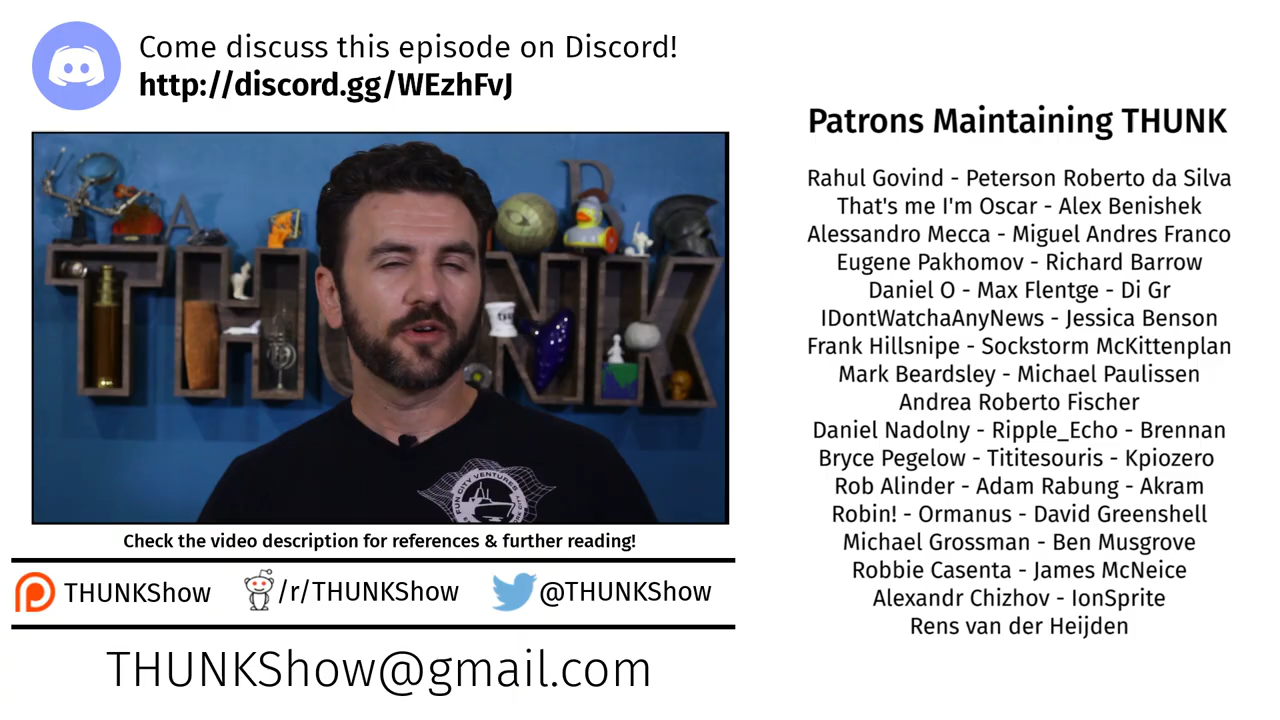 Come discuss this episode on Discord!
http://discord.gg/WEzhFvJ
A
R
THUNK
FUN CITY VENTURES
Check the video description for references & further reading!
THUNKShow
/r/THUNKShow
@THUNKShow
THUNKShow@gmail.com
Patrons Maintaining THUNK
Rahul Govind - Peterson Roberto da Silva
That's me I'm Oscar - Alex Benishek
Alessandro Mecca - Miguel Andres Franco
Eugene Pakhomov - Richard Barrow
Daniel O - Max Flentge - Di Gr
IDontWatchaAnyNews - Jessica Benson
Frank Hillsnipe - Sockstorm McKittenplan
Mark Beardsley - Michael Paulissen
Andrea Roberto Fischer
Daniel Nadolny - Ripple_Echo - Brennan
Bryce Pegelow - Tititesouris - Kpiozero
Rob Alinder - Adam Rabung - Akram
Robin! - Ormanus - David Greenshell
Michael Grossman - Ben Musgrove
Robbie Casenta - James McNeice
Alexandr Chizhov - IonSprite
Rens van der Heijden